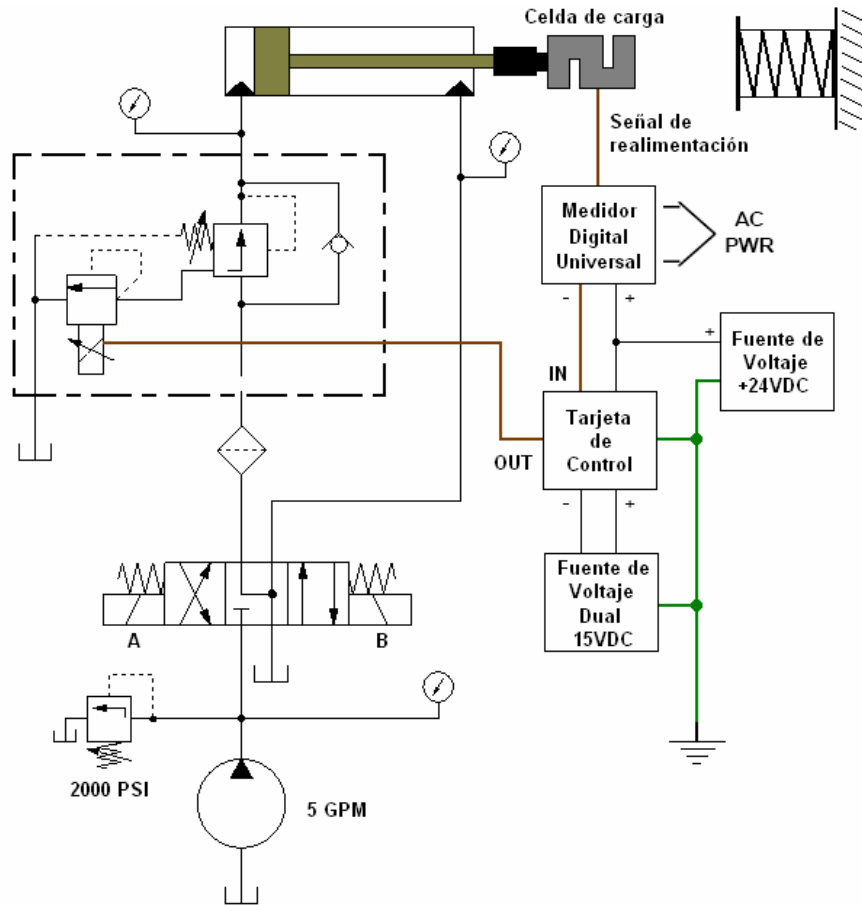 Celda de carga
Señal de
realimentación
Medidor
Digital
Universal
AC
PWR
- +
+
Fuente de
Voltaje
+24VDC
IN
Tarjeta
de
Control
OUT
- +
Fuente de
Voltaje
Dual
15VDC
A
B
2000 PSI
5 GPM